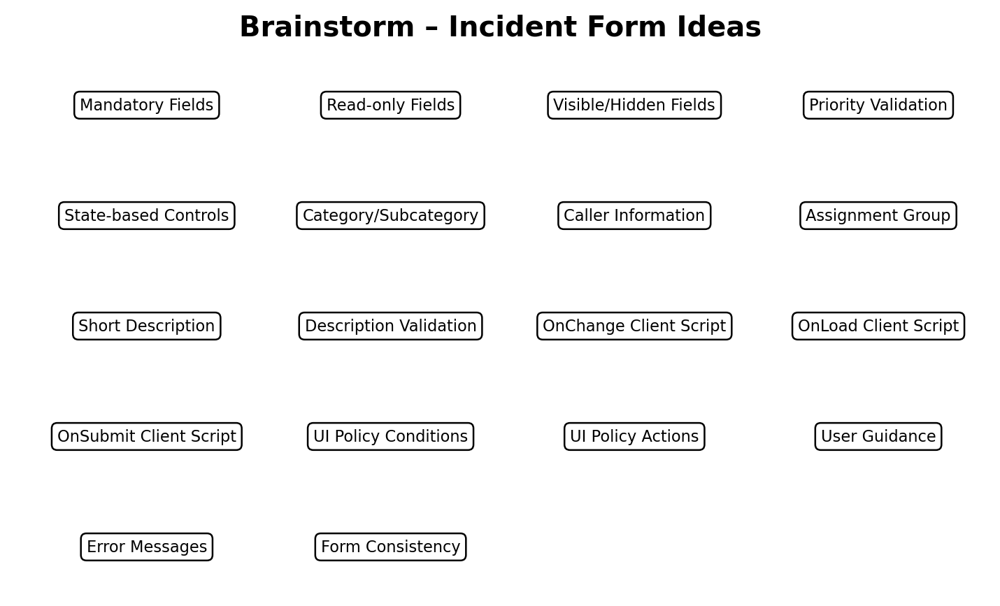 Brainstorm – Incident Form Ideas
Mandatory Fields
Read-only Fields
Visible/Hidden Fields
Priority Validation
State-based Controls
Category/Subcategory
Caller Information
Assignment Group
Short Description
Description Validation
OnChange Client Script
OnLoad Client Script
OnSubmit Client Script
UI Policy Conditions
UI Policy Actions
User Guidance
Error Messages
Form Consistency